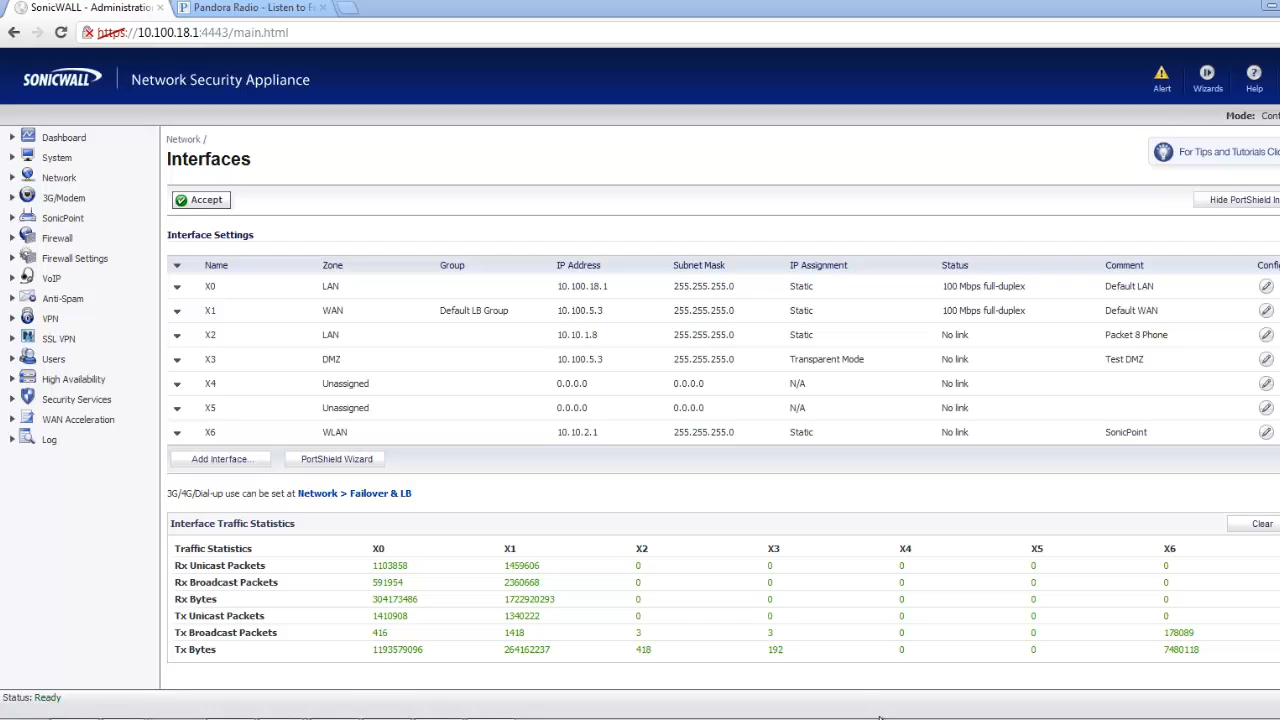 SonicWALL - Administratio
Pandora Radio - Listen to F
https://10.100.18.1:4443/main.html
SONICWALL Network Security Appliance
Alert Wizards Help
Mode: Conf
Dashboard
System
Network
3G/Modem
SonicPoint
Firewall
Firewall Settings
VoIP
Anti-Spam
VPN
SSL VPN
Users
High Availability
Security Services
WAN Acceleration
Log
Network /
Interfaces
For Tips and Tutorials Clic
Accept
Hide PortShield In
Interface Settings
Name Zone Group IP Address Subnet Mask IP Assignment Status Comment Confi
X0 LAN 10.100.18.1 255.255.255.0 Static 100 Mbps full-duplex Default LAN
X1 WAN Default LB Group 10.100.5.3 255.255.255.0 Static 100 Mbps full-duplex Default WAN
X2 LAN 10.10.1.8 255.255.255.0 Static No link Packet 8 Phone
X3 DMZ 10.100.5.3 255.255.255.0 Transparent Mode No link Test DMZ
X4 Unassigned 0.0.0.0 0.0.0.0 N/A No link
X5 Unassigned 0.0.0.0 0.0.0.0 N/A No link
X6 WLAN 10.10.2.1 255.255.255.0 Static No link SonicPoint
Add Interface... PortShield Wizard
3G/4G/Dial-up use can be set at Network > Failover & LB
Interface Traffic Statistics
Clear
Traffic Statistics X0 X1 X2 X3 X4 X5 X6
Rx Unicast Packets 1103858 1459606 0 0 0 0 0
Rx Broadcast Packets 591954 2360668 0 0 0 0 0
Rx Bytes 304173486 1722920293 0 0 0 0 0
Tx Unicast Packets 1410908 1340222 0 0 0 0 0
Tx Broadcast Packets 416 1418 3 3 0 0 178089
Tx Bytes 1193579096 264162237 418 192 0 0 7480118
Status: Ready